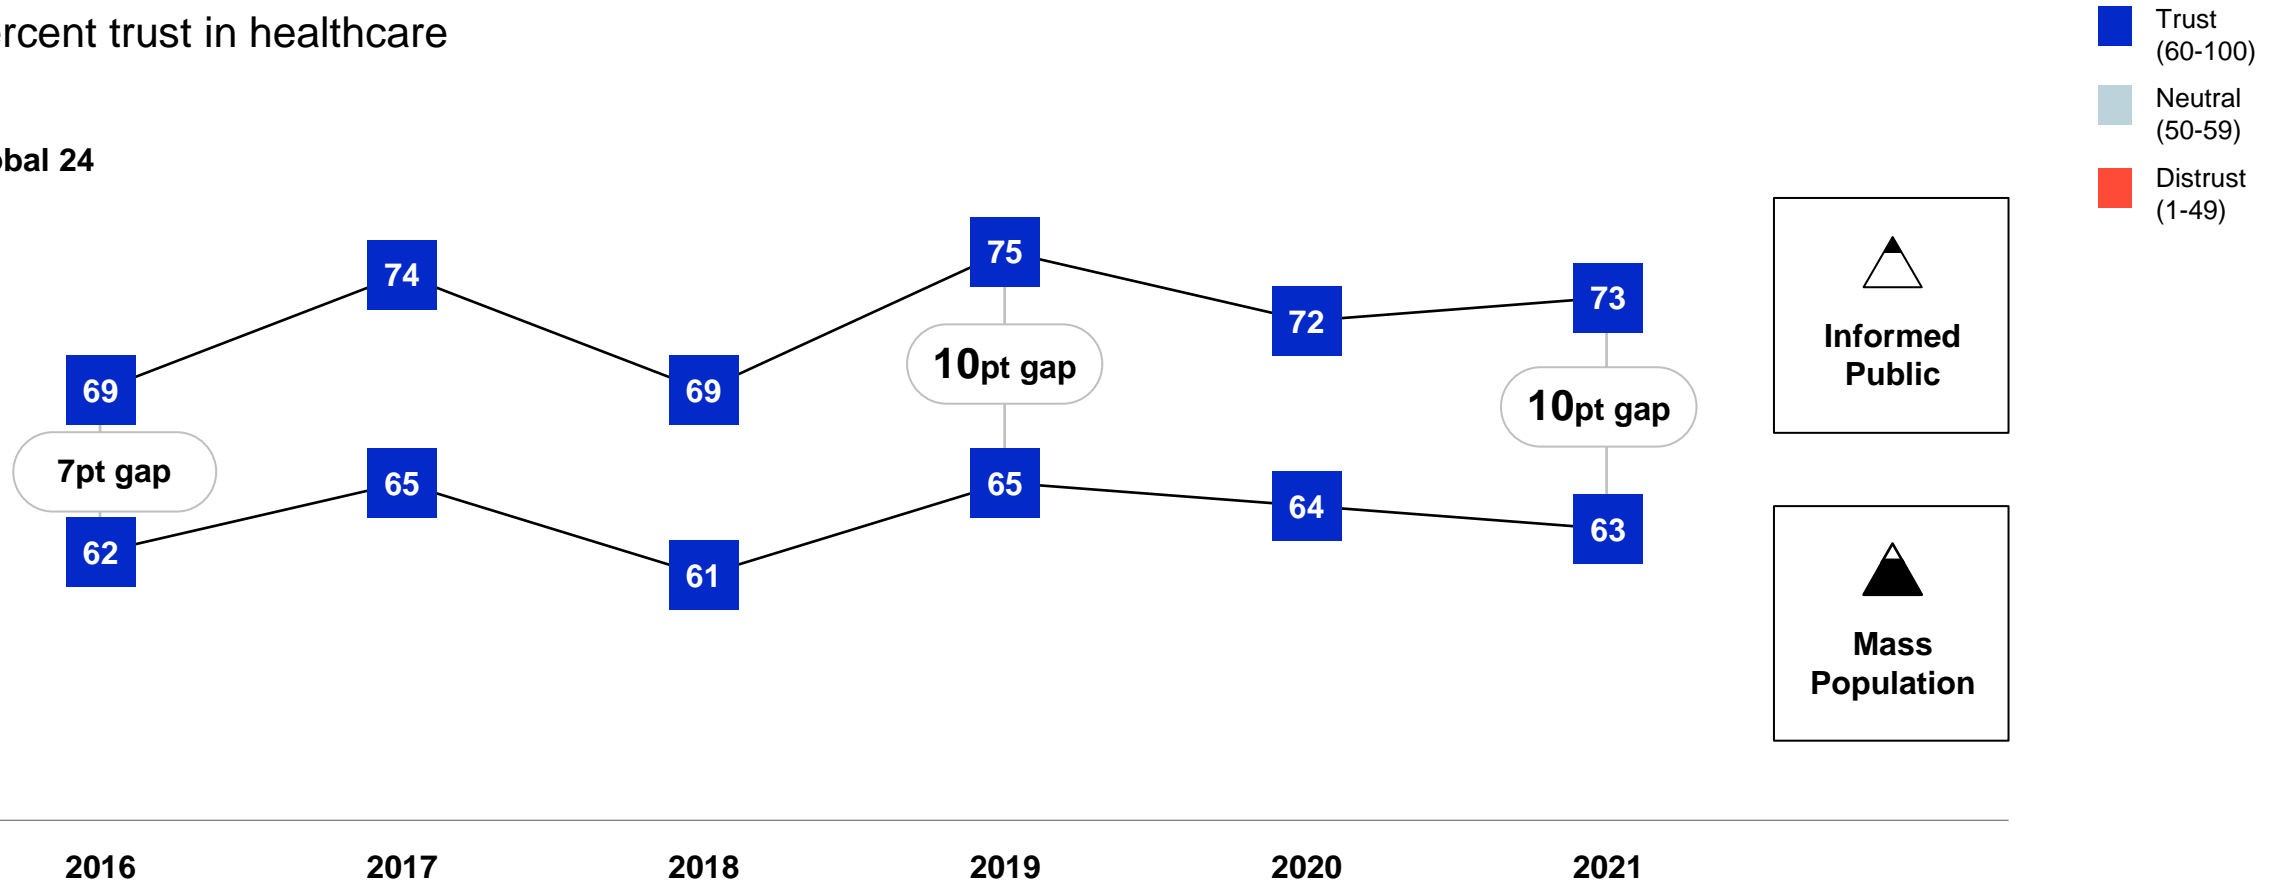 rcent trust in healthcare
Trust
(60-100)
Neutral
(50-59)
Distrust
(1-49)
bal 24
69
74
69
75
72
73
7pt gap
10pt gap
10pt gap
62
65
61
65
64
63
Informed
Public
Mass
Population
2016
2017
2018
2019
2020
2021